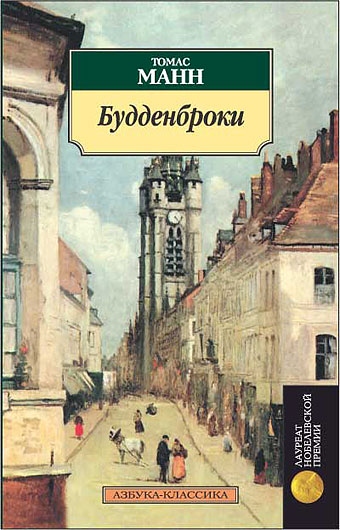 ТОМАС
МАНН
Будденброки
ЛАУРЕАТ
НОБЕЛЕВСКОЙ
ПРЕМИИ
АЗБУКА-КЛАССИКА